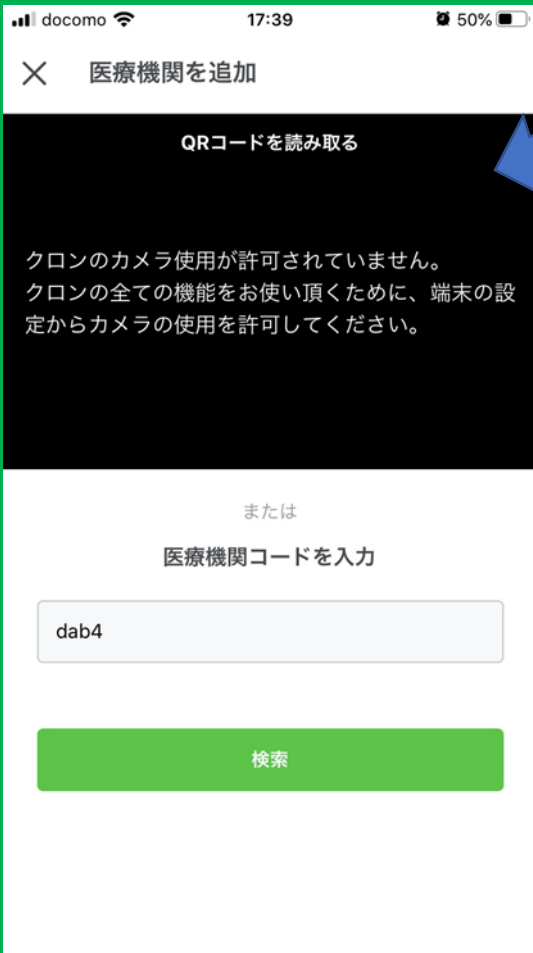 docomo 17:39 50%
医療機関を追加
QRコードを読み取る
クロンのカメラ使用が許可されていません。
クロンの全ての機能をお使い頂くために、端末の設
定からカメラの使用を許可してください。
または
医療機関コードを入力
dab4
検索